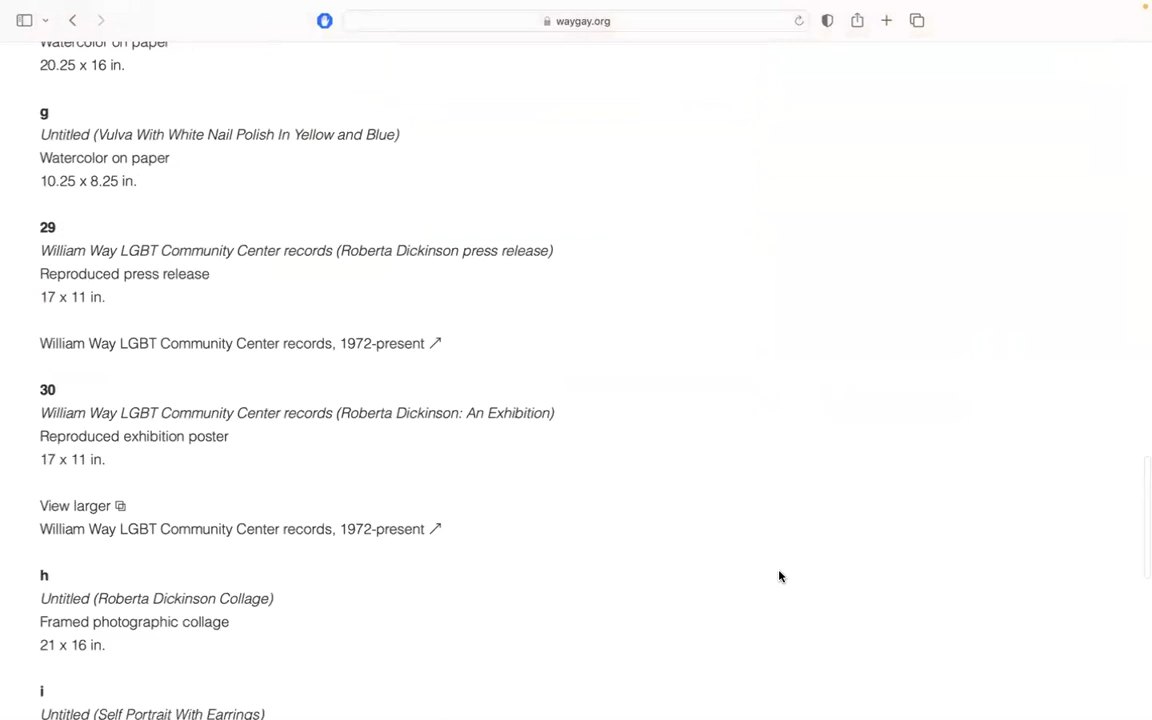 waygay.org
Watercolor on paper
20.25 x 16 in.
g
Untitled (Vulva With White Nail Polish In Yellow and Blue)
Watercolor on paper
10.25 x 8.25 in.
29
William Way LGBT Community Center records (Roberta Dickinson press release)
Reproduced press release
17 x 11 in.
William Way LGBT Community Center records, 1972-present ↗
30
William Way LGBT Community Center records (Roberta Dickinson: An Exhibition)
Reproduced exhibition poster
17 x 11 in.
View larger
William Way LGBT Community Center records, 1972-present ↗
h
Untitled (Roberta Dickinson Collage)
Framed photographic collage
21 x 16 in.
i
Untitled (Self Portrait With Earrings)